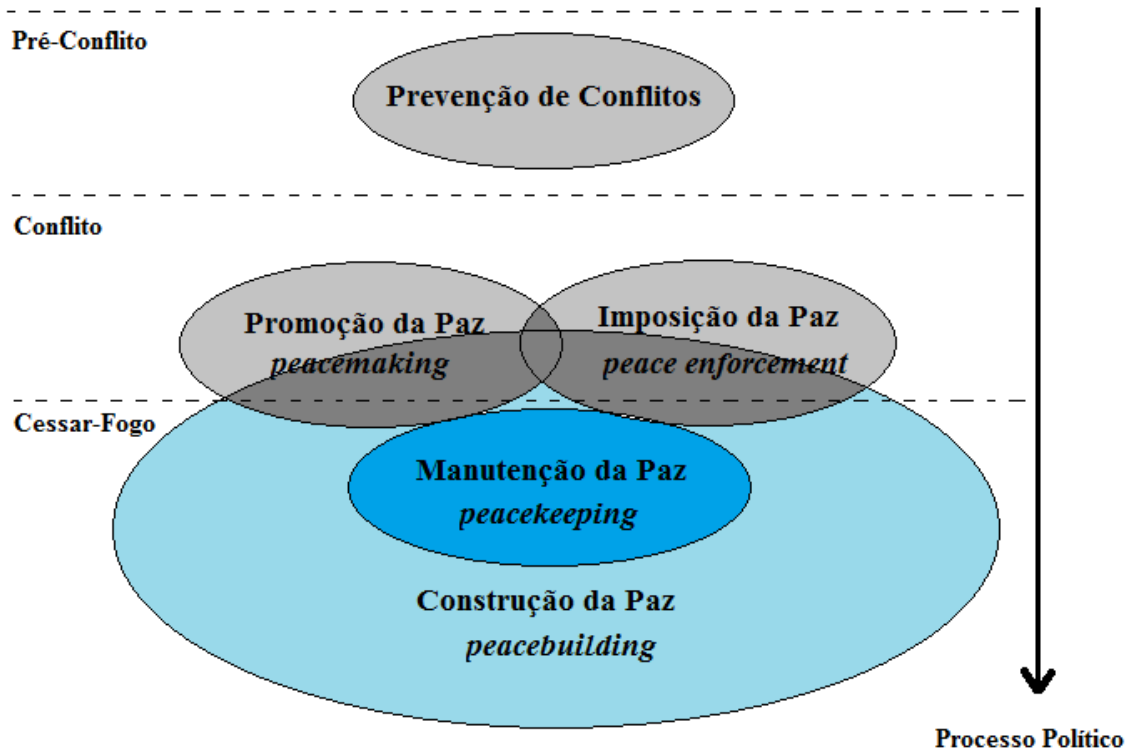 Pré-Conflito
Prevenção de Conflitos
Conflito
Promoção da Paz
peacemaking
Imposição da Paz
peace enforcement
Cessar-Fogo
Manutenção da Paz
peacekeeping
Construção da Paz
peacebuilding
Processo Político